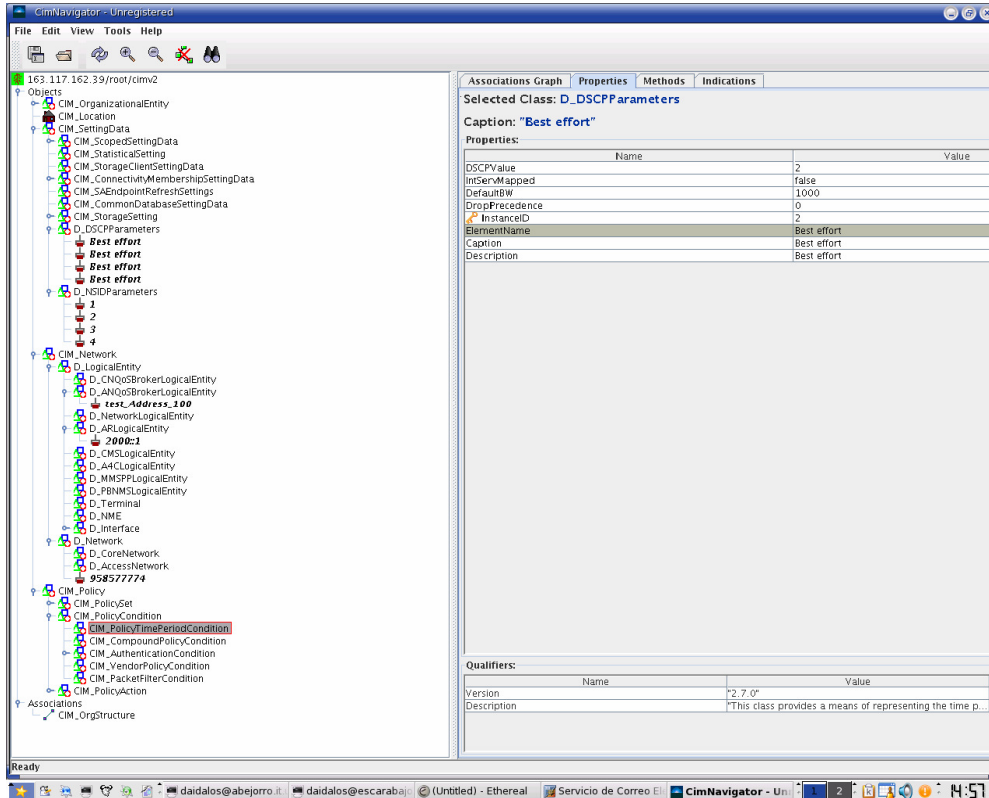 CimNavigator - Unregistered
File Edit View Tools Help
163.117.162.39/root/cimv2
Objects
CIM_OrganizationalEntity
CIM_Location
CIM_SettingData
CIM_ScopedSettingData
CIM_StatisticalSetting
CIM_StorageClientSettingData
CIM_ConnectivityMembershipSettingData
CIM_SAEndpointRefreshSettings
CIM_CommonDatabaseSettingData
CIM_StorageSetting
D_DSCPParameters
Best effort
Best effort
Best effort
Best effort
D_NSIDParameters
1
2
3
4
CIM_Network
D_LogicalEntity
D_CNQoSBrokerLogicalEntity
D_ANQoSBrokerLogicalEntity
test_Address_100
D_NetworkLogicalEntity
D_ARLogicalEntity
2000::1
D_CMSLogicalEntity
D_A4CLogicalEntity
D_MMSPPLogicalEntity
D_PBNMSLogicalEntity
D_Terminal
D_NME
D_Interface
D_Network
D_CoreNetwork
D_AccessNetwork
958577774
CIM_Policy
CIM_PolicySet
CIM_PolicyCondition
CIM_PolicyTimePeriodCondition
CIM_CompoundPolicyCondition
CIM_AuthenticationCondition
CIM_VendorPolicyCondition
CIM_PacketFilterCondition
CIM_PolicyAction
Associations
CIM_OrgStructure
Associations Graph Properties Methods Indications
Selected Class: D_DSCPParameters
Caption: "Best effort"
Properties:
Name Value
DSCPValue 2
IntServMapped false
DefaultBW 1000
DropPrecedence 0
InstanceID 2
ElementName Best effort
Caption Best effort
Description Best effort
Qualifiers:
Name Value
Version "2.7.0"
Description "This class provides a means of representing the time p...
Ready
daidalos@abejorro.it daidalos@escarabajo (Untitled) - Ethereal Servicio de Correo El CimNavigator - Un 1 2 14:57